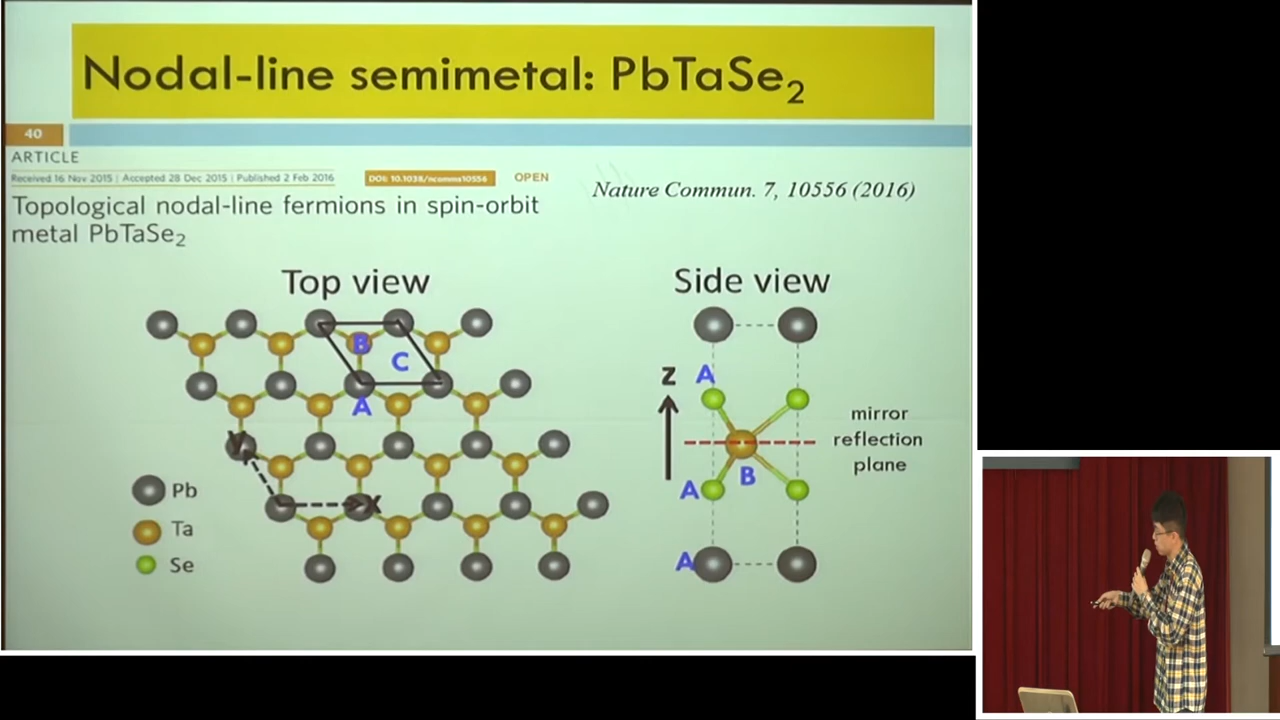 Nodal-line semimetal: PbTaSe2
40
ARTICLE
Received 16 Nov 2015 | Accepted 28 Dec 2015 | Published 2 Feb 2016
DOI: 10.1038/ncomms10556
OPEN
Nature Commun. 7, 10556 (2016)
Topological nodal-line fermions in spin-orbit
metal PbTaSe2
Top view
Side view
B
C
A
y
x
Pb
Ta
Se
z
A
B
A
A
mirror
reflection
plane